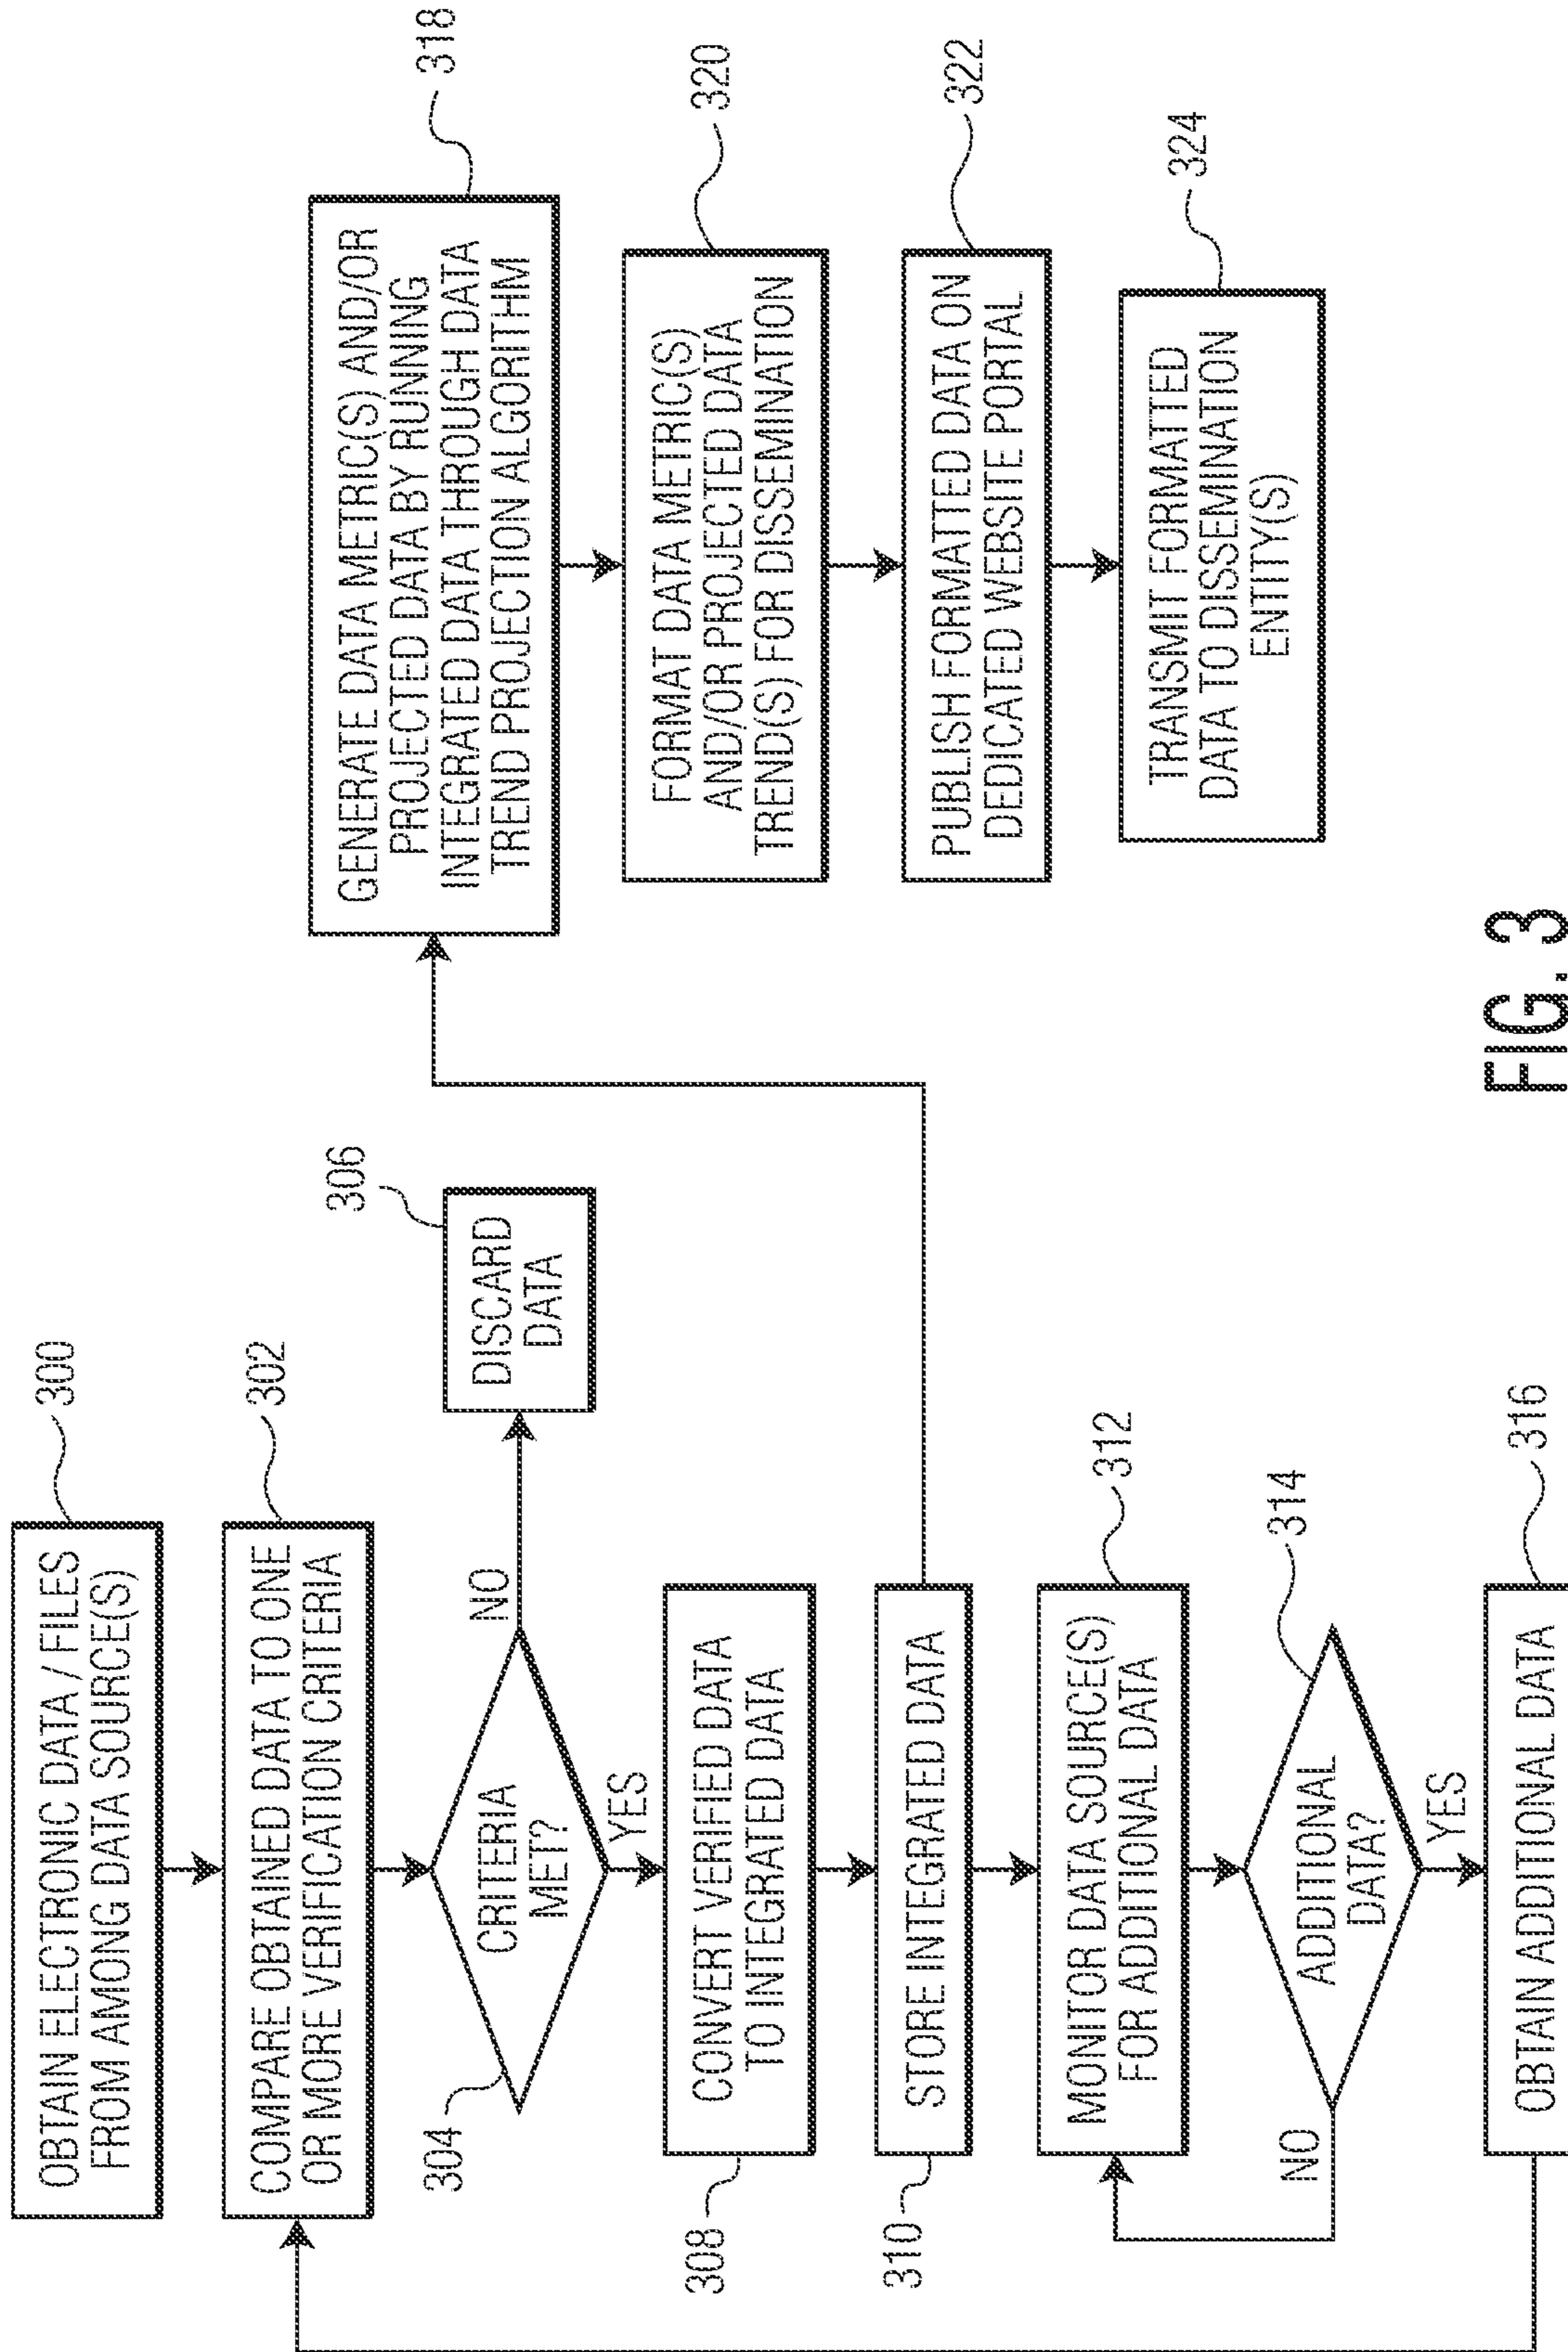 300
OBTAIN ELECTRONIC DATA / FILES
FROM AMONG DATA SOURCE(S)
302
COMPARE OBTAINED DATA TO ONE
OR MORE VERIFICATION CRITERIA
304
CRITERIA
MET?
NO
306
DISCARD
DATA
YES
308
CONVERT VERIFIED DATA
TO INTEGRATED DATA
310
STORE INTEGRATED DATA
312
MONITOR DATA SOURCE(S)
FOR ADDITIONAL DATA
314
ADDITIONAL
DATA?
NO
YES
316
OBTAIN ADDITIONAL DATA
318
GENERATE DATA METRIC(S) AND/OR
PROJECTED DATA BY RUNNING
INTEGRATED DATA THROUGH DATA
TREND PROJECTION ALGORITHM
320
FORMAT DATA METRIC(S)
AND/OR PROJECTED DATA
TREND(S) FOR DISSEMINATION
322
PUBLISH FORMATTED DATA ON
DEDICATED WEBSITE PORTAL
324
TRANSMIT FORMATTED
DATA TO DISSEMINATION
ENTITY(S)
FIG. 3